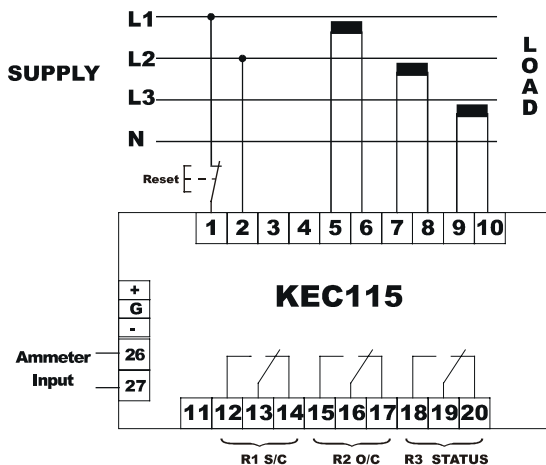 L1
SUPPLY L2
L3
N
LOAD
Reset
1 2 3 4 5 6 7 8 9 10
KEC115
+
G
-
26
27
Ammeter
Input
11 12 13 14 15 16 17 18 19 20
R1 S/C R2 O/C R3 STATUS